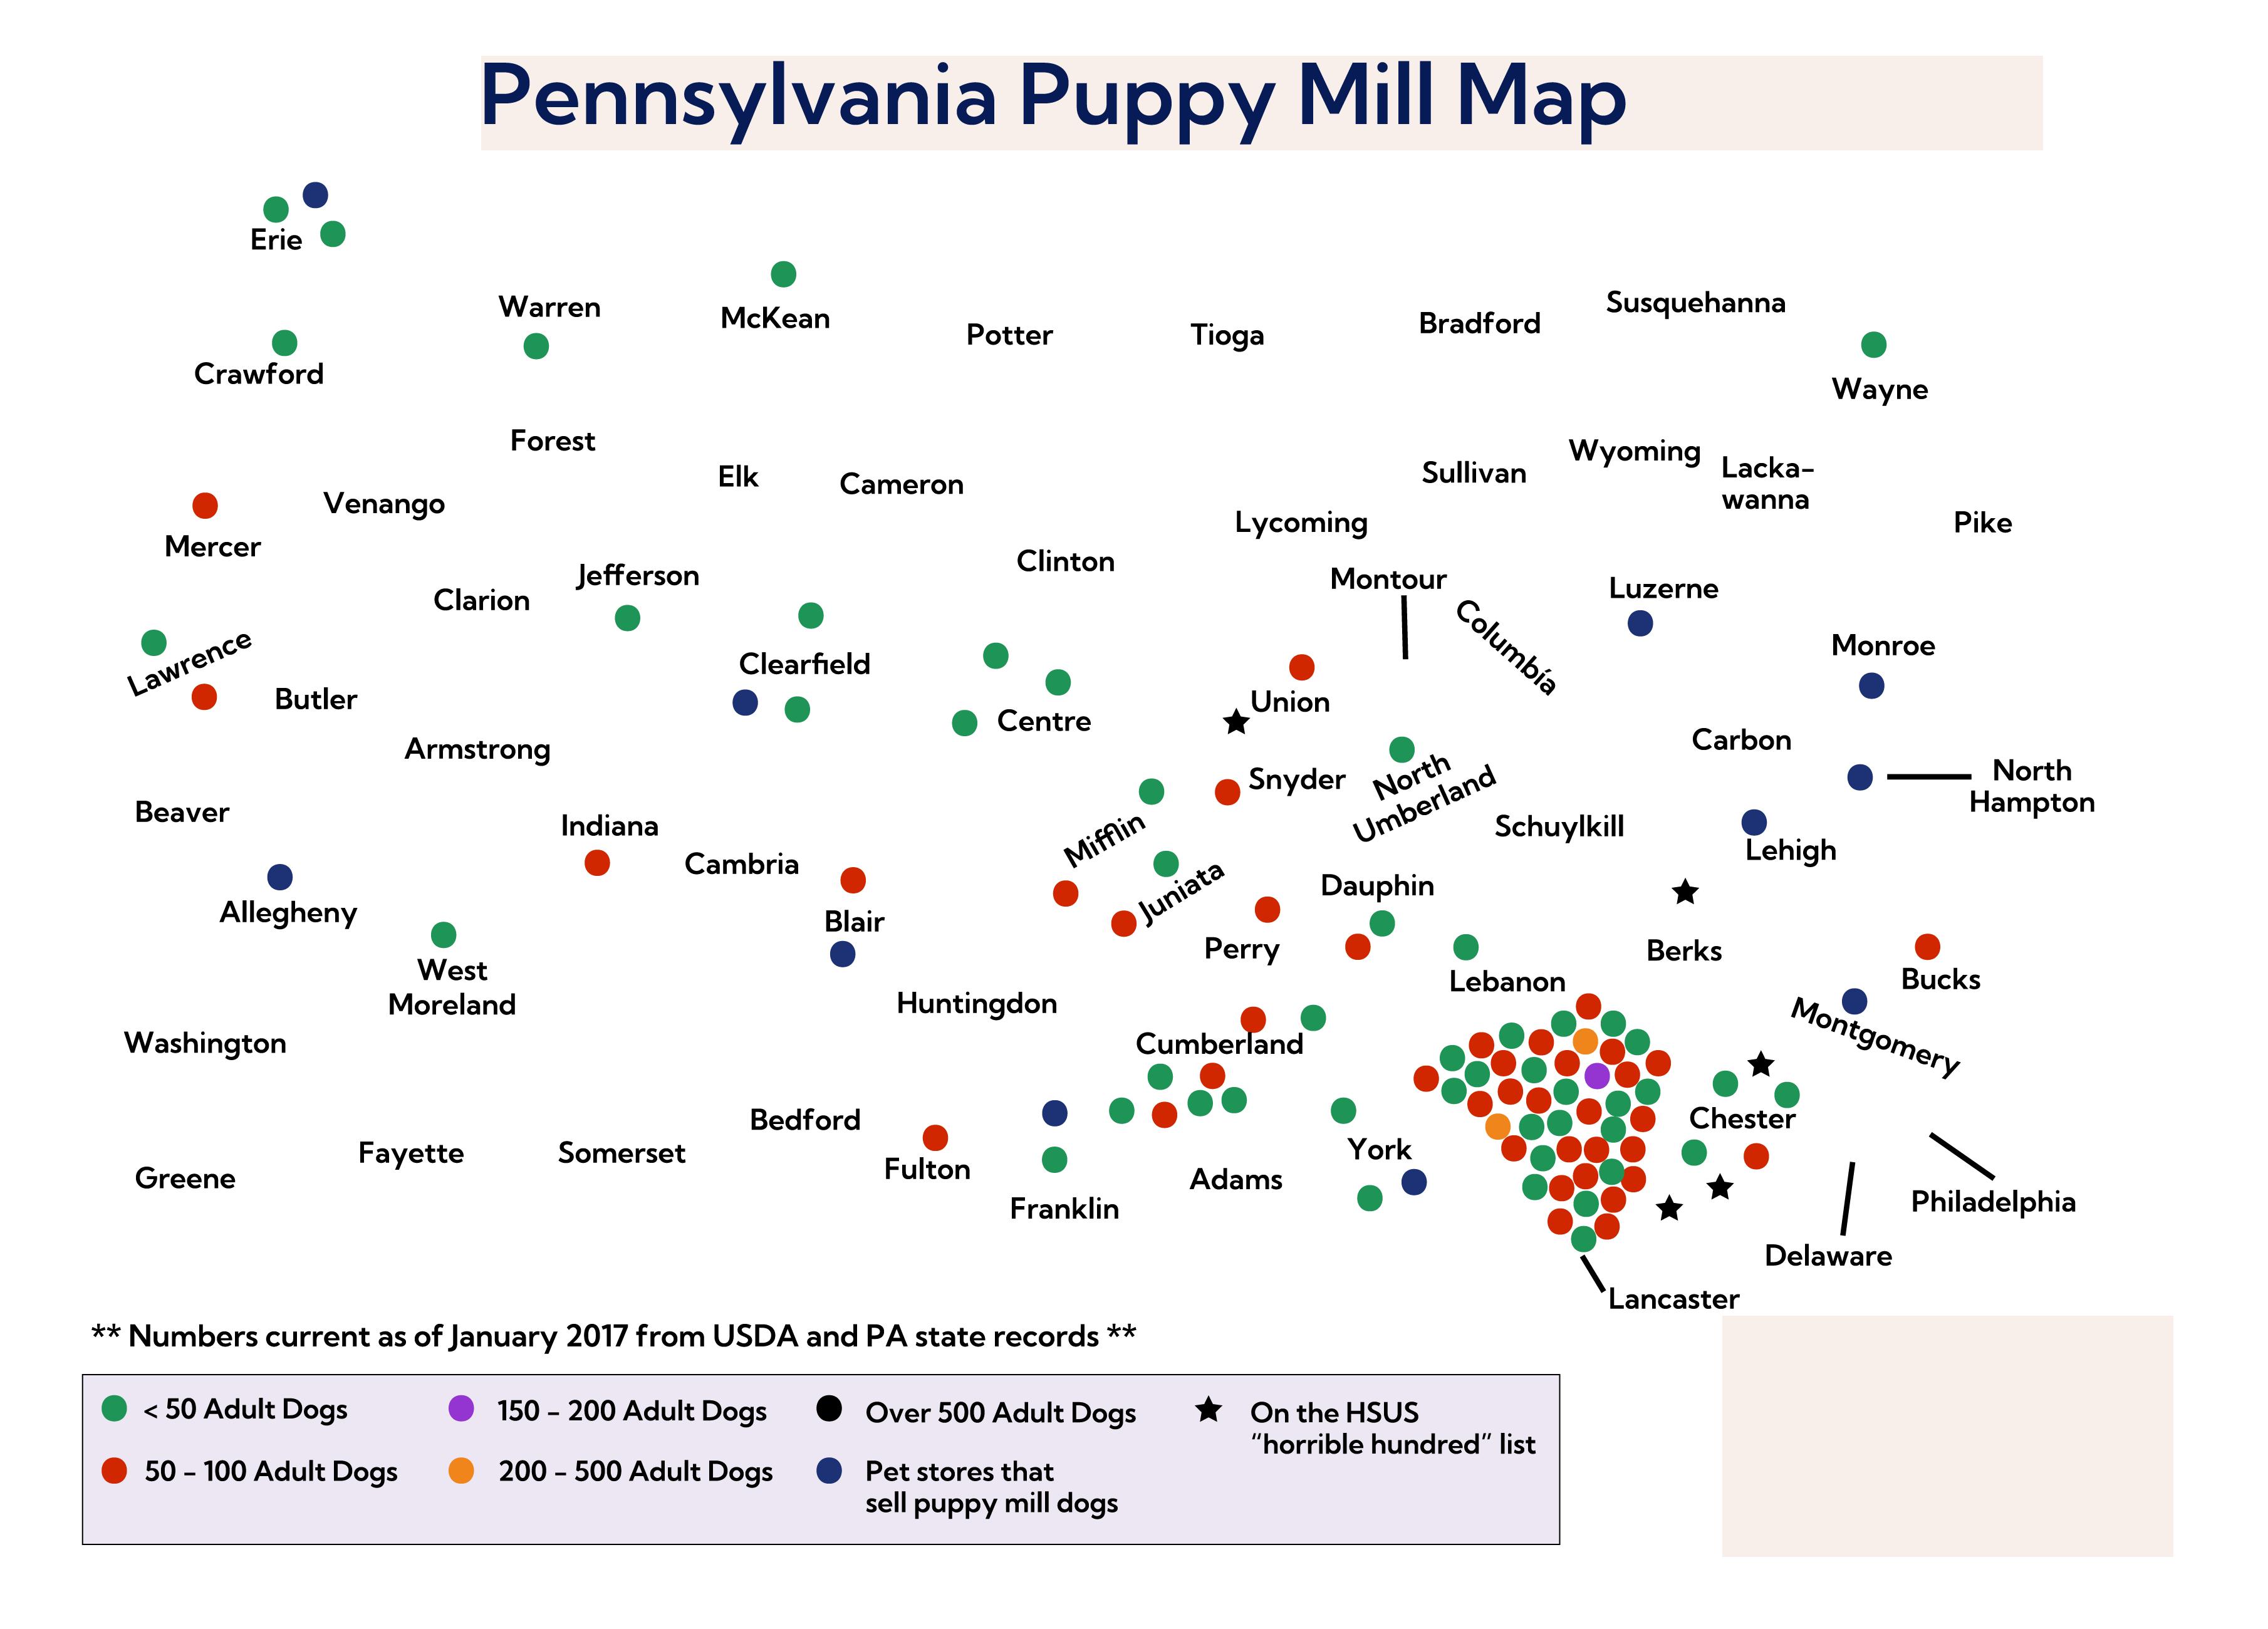 Pennsylvania Puppy Mill Map
Erie
Warren
McKean
Potter
Tioga
Bradford
Susquehanna
Crawford
Wayne
Forest
Elk
Cameron
Sullivan
Wyoming
Lacka-
wanna
Venango
Mercer
Lycoming
Pike
Clinton
Jefferson
Clarion
Montour
Columbía
Luzerne
Monroe
Lawrence
Butler
Clearfield
Centre
Union
Armstrong
Carbon
North
Hampton
Snyder
North
Umberland
Beaver
Indiana
Mifflin
Schuylkill
Lehigh
Cambria
Juniata
Dauphin
Allegheny
Blair
Perry
Berks
West
Moreland
Lebanon
Bucks
Huntingdon
Washington
Cumberland
Montgomery
Bedford
Chester
Fayette
Somerset
Fulton
York
Greene
Adams
Franklin
Philadelphia
Delaware
Lancaster
** Numbers current as of January 2017 from USDA and PA state records **
< 50 Adult Dogs
150 - 200 Adult Dogs
Over 500 Adult Dogs
On the HSUS
“horrible hundred” list
50 - 100 Adult Dogs
200 - 500 Adult Dogs
Pet stores that
sell puppy mill dogs